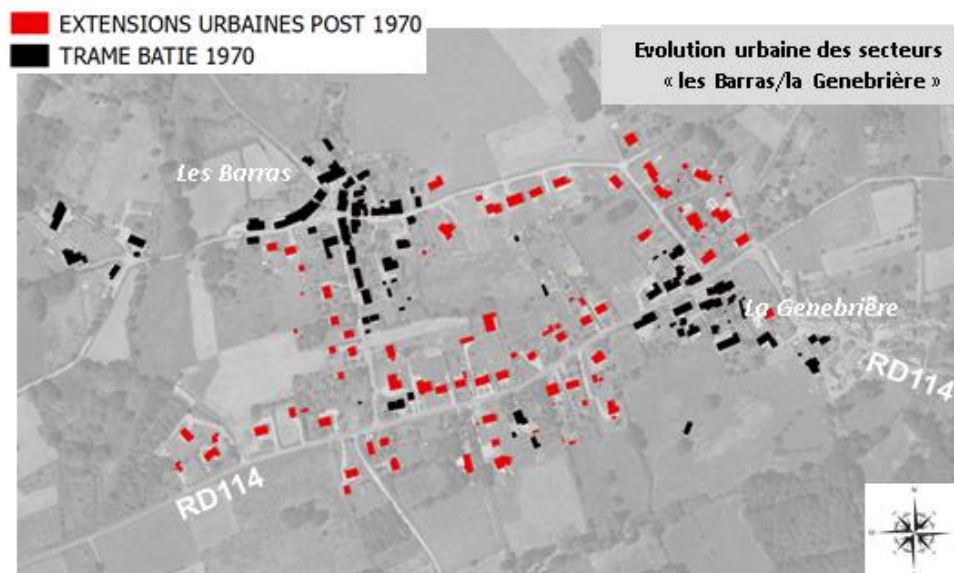 EXTENSIONS URBAINES POST 1970
TRAME BATIE 1970
Evolution urbaine des secteurs
« les Barras/la Genebrière »
Les Barras
La Genebrière
RD114
RD114